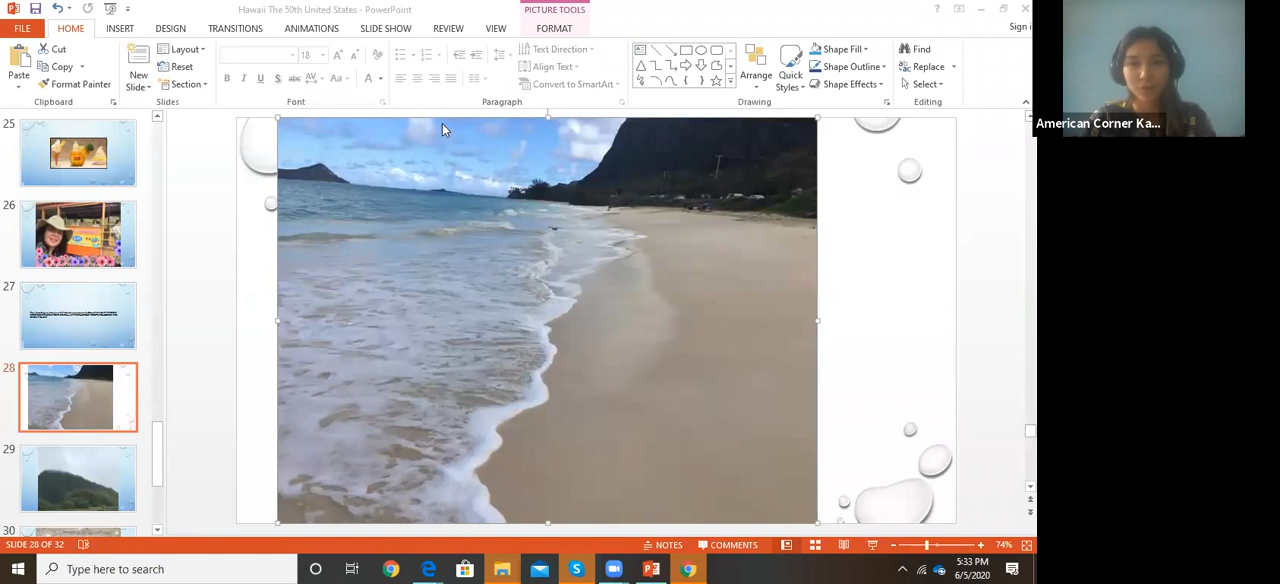 Hawaii The 50th United States - PowerPoint
PICTURE TOOLS
?
Sign i
FILE
HOME
INSERT
DESIGN
TRANSITIONS
ANIMATIONS
SLIDE SHOW
REVIEW
VIEW
FORMAT
Paste
Cut
Copy
Format Painter
Clipboard
New
Slide
Layout
Reset
Section
Slides
18
B I U S abc AV Aa A
Font
Text Direction
Align Text
Convert to SmartArt
Paragraph
Arrange
Quick
Styles
Shape Fill
Shape Outline
Shape Effects
Drawing
Find
Replace
Select
Editing
American Corner Ka...
25
26
27
28
29
30
SLIDE 28 OF 32
NOTES
COMMENTS
74%
Type here to search
5:33 PM
6/5/2020